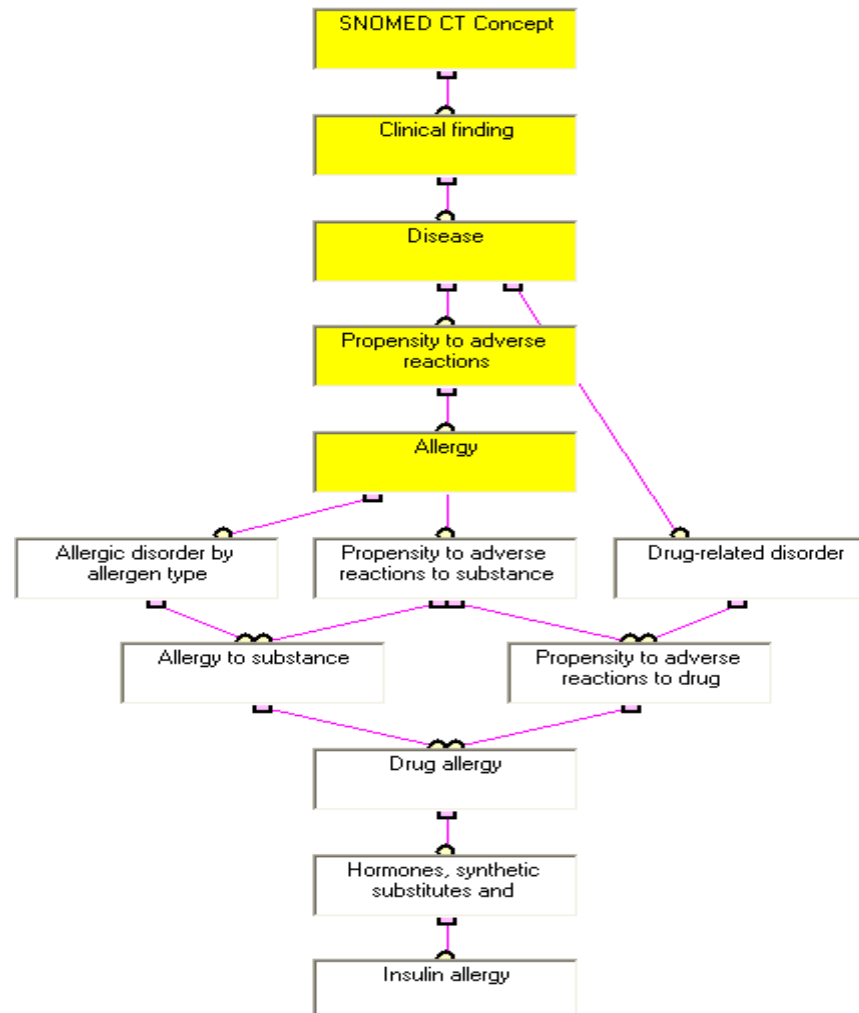 SNOMED CT Concept
Clinical finding
Disease
Propensity to adverse
reactions
Allergy
Allergic disorder by
allergen type
Propensity to adverse
reactions to substance
Drug-related disorder
Allergy to substance
Propensity to adverse
reactions to drug
Drug allergy
Hormones, synthetic
substitutes and
Insulin allergy